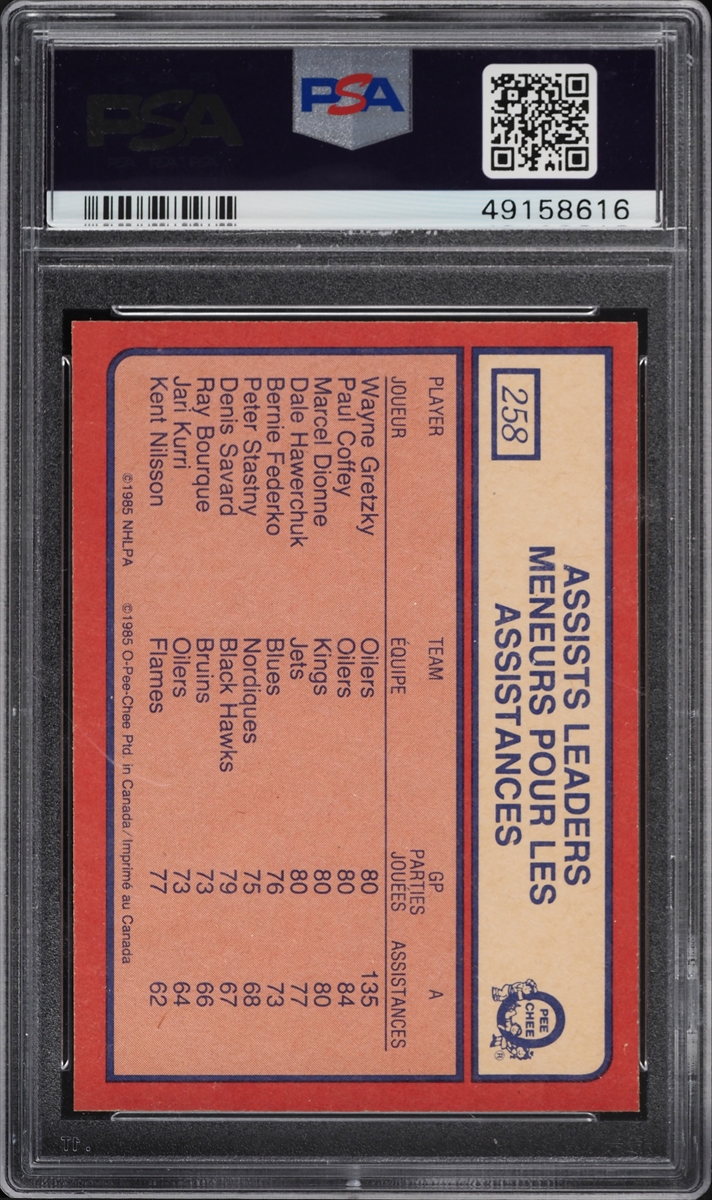 PSA
PSA
49158616
258
ASSISTS LEADERS
MENEURS POUR LES
ASSISTANCES
O
PEE
CHEE
®
PLAYER TEAM GP A
JOUEUR ÉQUIPE PARTIES JOUÉES ASSISTANCES
Wayne Gretzky Oilers 80 135
Paul Coffey Oilers 80 84
Marcel Dionne Kings 80 80
Dale Hawerchuk Jets 80 77
Bernie Federko Blues 76 73
Peter Stastny Nordiques 75 68
Denis Savard Black Hawks 79 67
Ray Bourque Bruins 73 66
Jari Kurri Oilers 73 64
Kent Nilsson Flames 77 62
©1985 NHLPA ©1985 O-Pee-Chee Ptd. in Canada/Imprimé au Canada